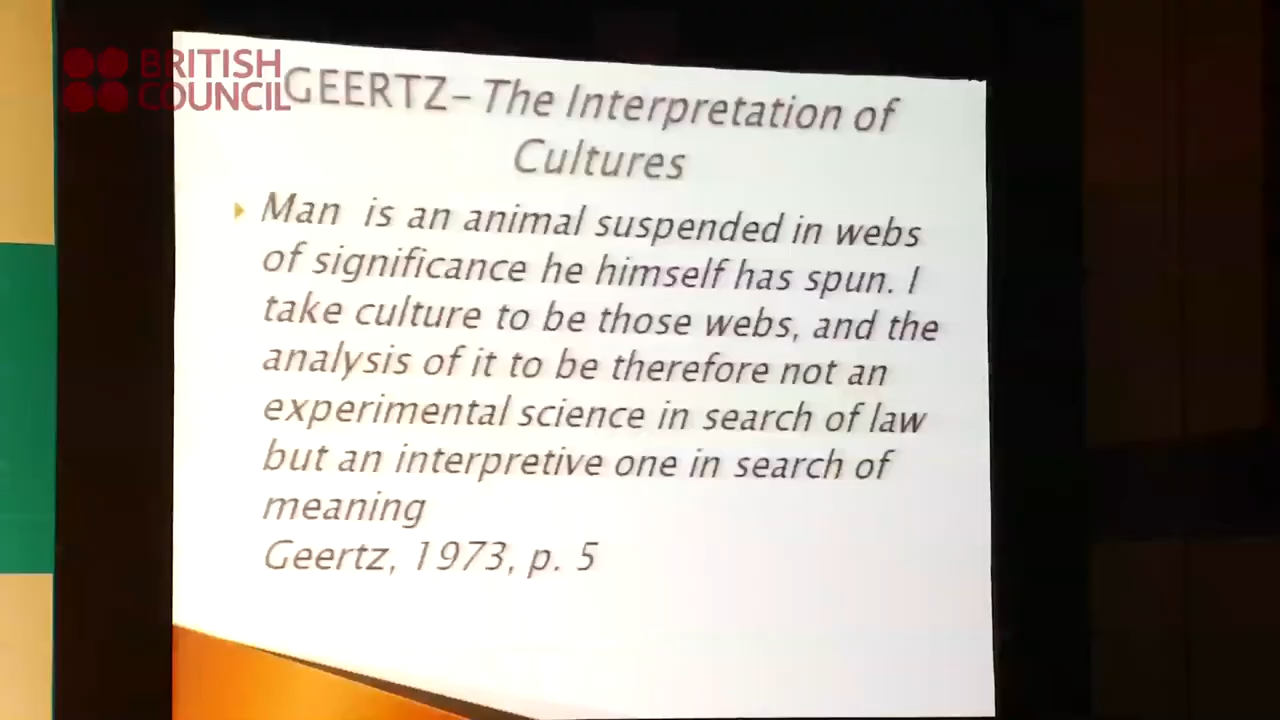 BRITISH
COUNCIL
GEERTZ– The Interpretation of
Cultures
Man is an animal suspended in webs
of significance he himself has spun. I
take culture to be those webs, and the
analysis of it to be therefore not an
experimental science in search of law
but an interpretive one in search of
meaning
Geertz, 1973, p. 5